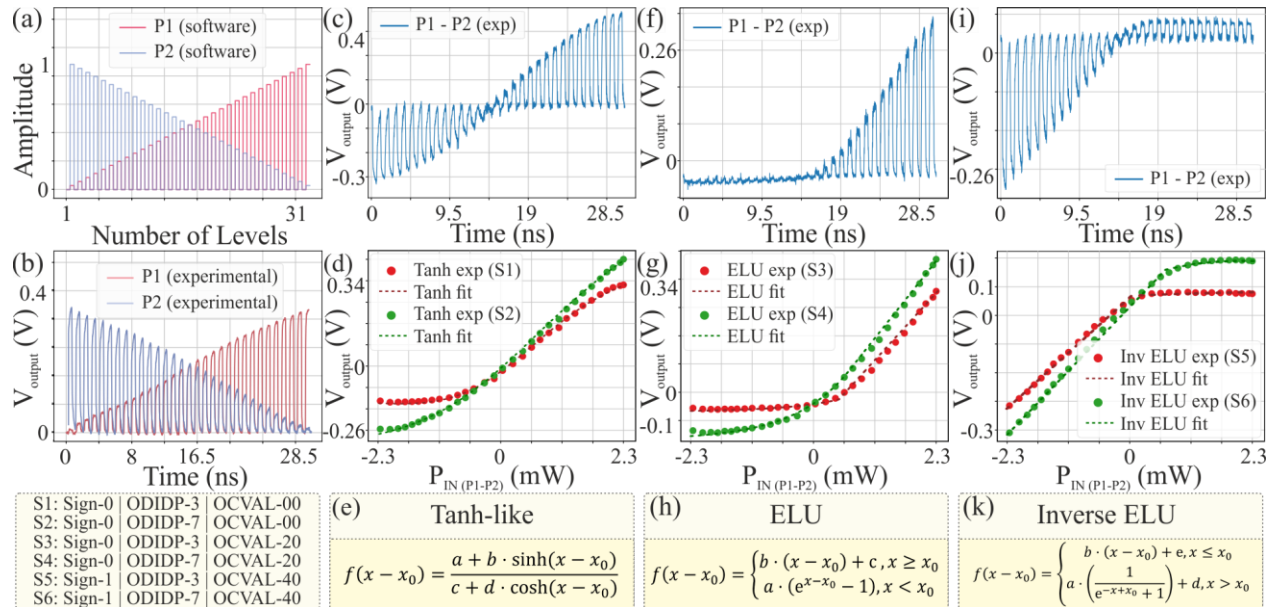 (a)
P1 (software)
P2 (software)
Amplitude
1
0
1
31
Number of Levels
(c)
P1 - P2 (exp)
V output (V)
0.4
0
-0.3
0
9.5
19
28.5
Time (ns)
(f)
P1 - P2 (exp)
V output (V)
0.26
0
0
9.5
19
28.5
Time (ns)
(i)
P1 - P2 (exp)
V output (V)
0
-0.26
0
9.5
19
28.5
Time (ns)
(b)
P1 (experimental)
P2 (experimental)
V output (V)
0.4
0
0
8
16.5
28.5
Time (ns)
(d)
Tanh exp (S1)
Tanh fit
Tanh exp (S2)
Tanh fit
V output (V)
0.34
0
-0.26
-2.3
0
2.3
P IN (P1-P2) (mW)
(g)
ELU exp (S3)
ELU fit
ELU exp (S4)
ELU fit
V output (V)
0.34
0
-0.1
-2.3
0
2.3
P IN (P1-P2) (mW)
(j)
Inv ELU exp (S5)
Inv ELU fit
Inv ELU exp (S6)
Inv ELU fit
V output (V)
0.1
0
-0.3
-2.3
0
2.3
P IN (P1-P2) (mW)
S1: Sign-0 | ODIDP-3 | OCVAL-00
S2: Sign-0 | ODIDP-7 | OCVAL-00
S3: Sign-0 | ODIDP-3 | OCVAL-20
S4: Sign-0 | ODIDP-7 | OCVAL-20
S5: Sign-1 | ODIDP-3 | OCVAL-40
S6: Sign-1 | ODIDP-7 | OCVAL-40
(e) Tanh-like
f(x − x₀) = (a + b · sinh(x − x₀)) / (c + d · cosh(x − x₀))
(h) ELU
f(x − x₀) = { b · (x − x₀) + c, x ≥ x₀
a · (e^(x−x₀) − 1), x < x₀
(k) Inverse ELU
f(x − x₀) = { b · (x − x₀) + e, x ≤ x₀
a · (1 / (e^(−x+x₀) + 1)) + d, x > x₀